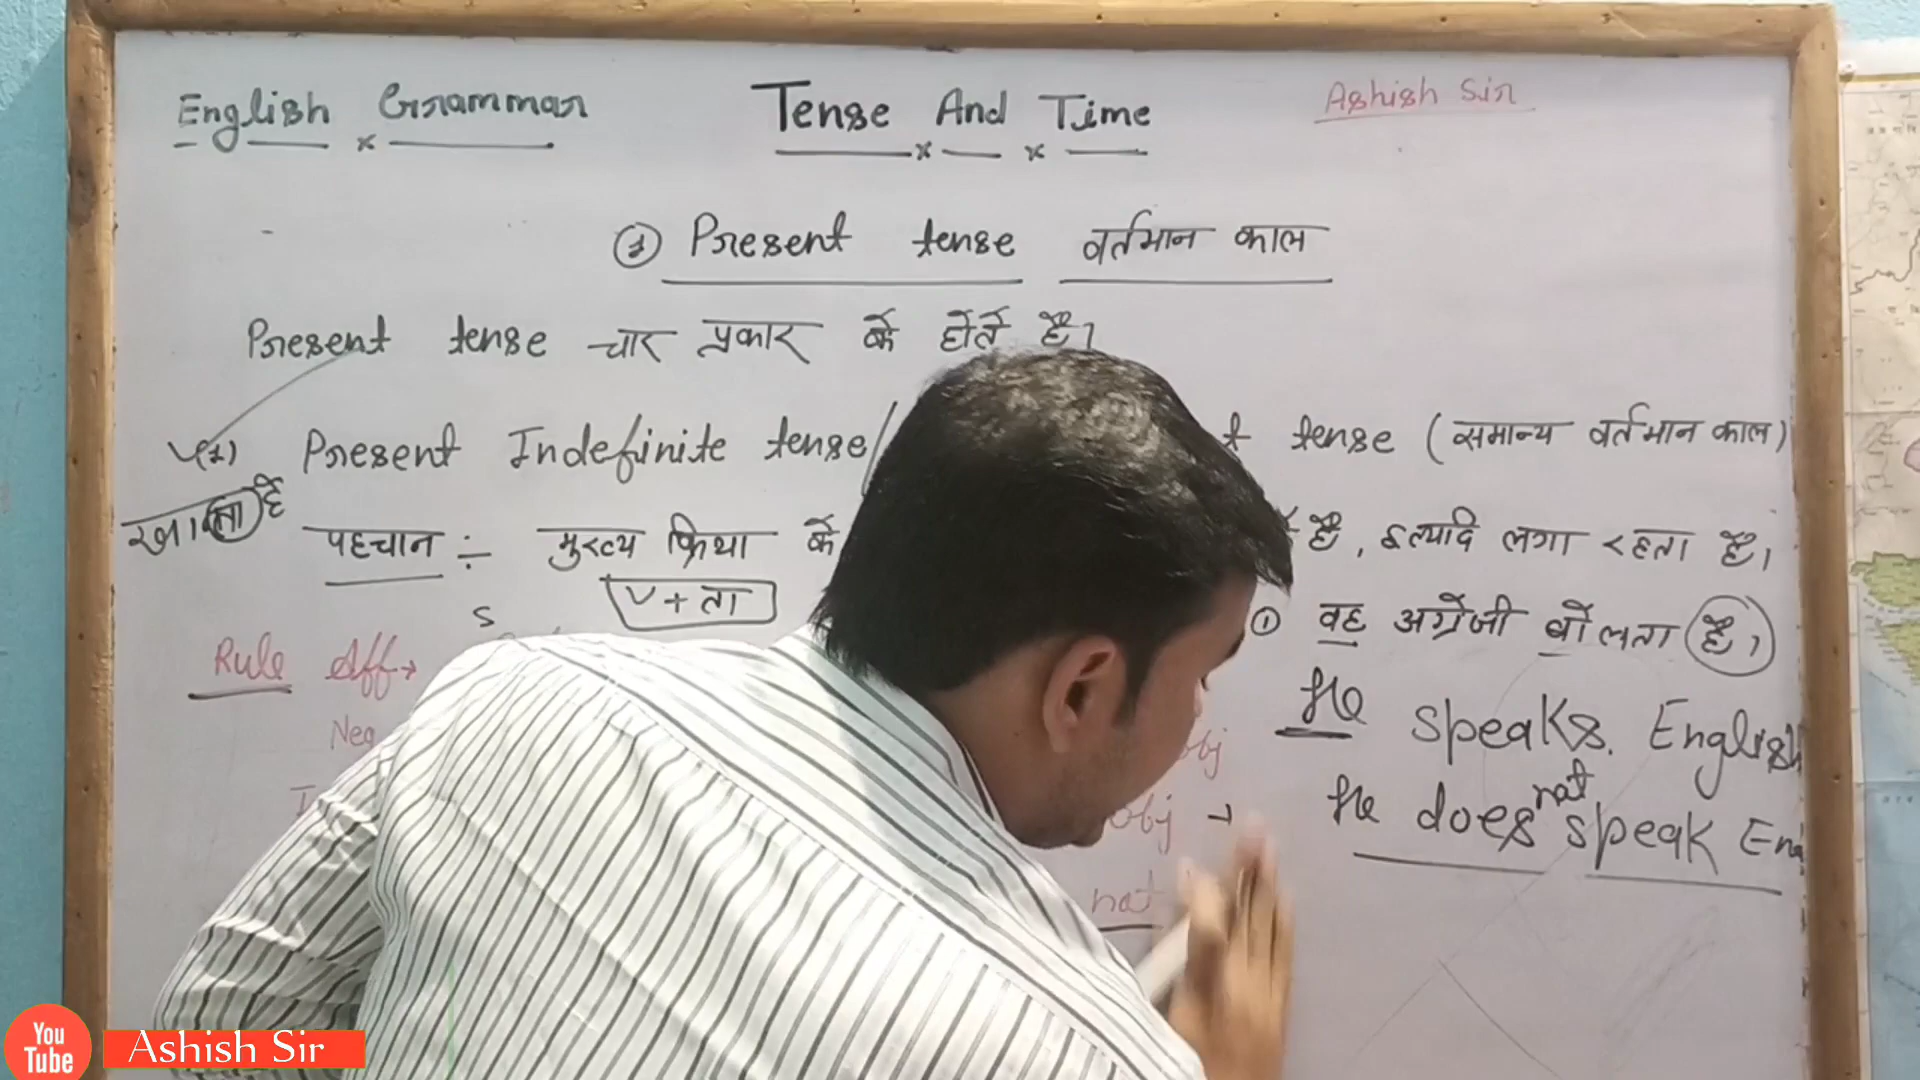 English Grammar
Tense And Time
Ashish Sir
① Present tense वर्तमान काल
Present tense चार प्रकार के होते है।
(1) Present Indefinite tense/ tense (समान्य वर्तमान काल)
खाता है
पहचान ÷ मुख्य क्रिया के है, इत्यादि लगा रहता है।
V + ता
S
① वह अंग्रेजी बोलता है।
Rule Aff→
He speaks. English
Neg obj
He does not speak
obj →
not
You Tube
Ashish Sir